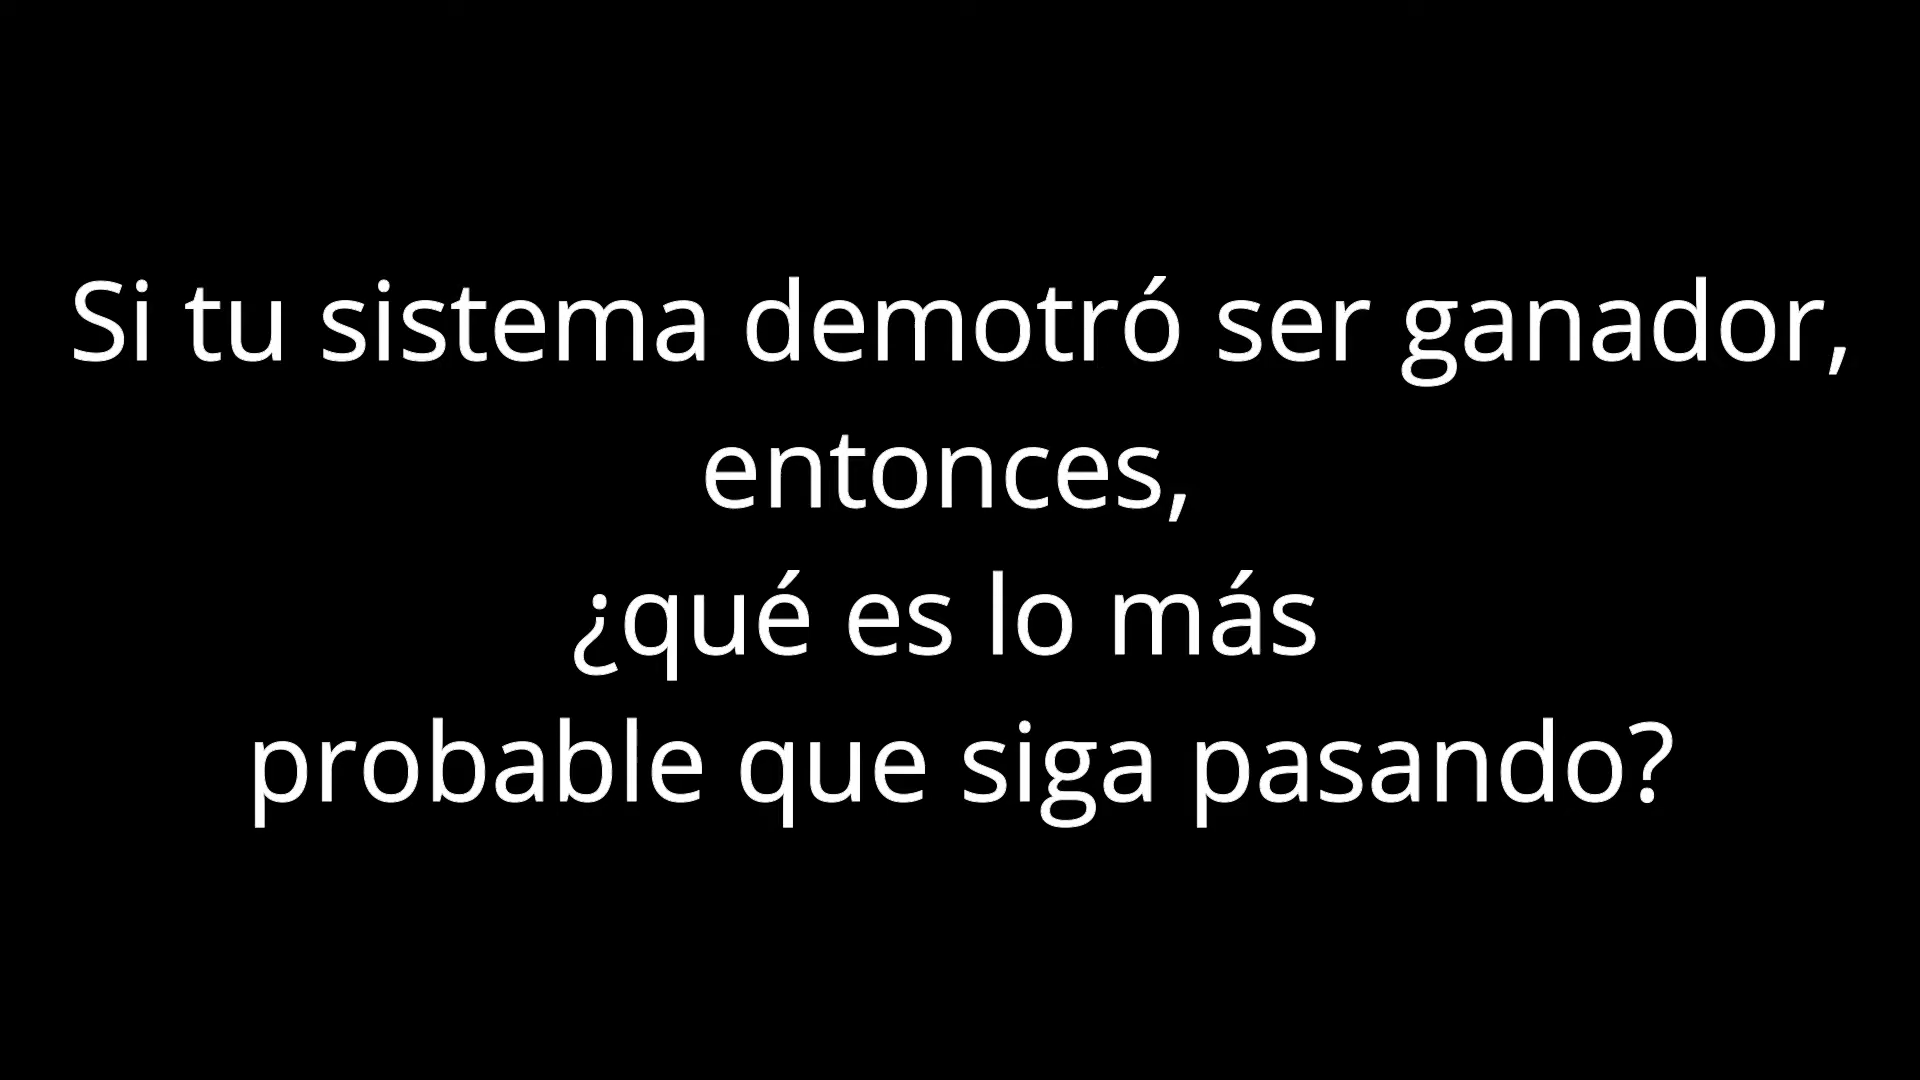 Si tu sistema demotró ser ganador,
entonces,
¿qué es lo más
probable que siga pasando?